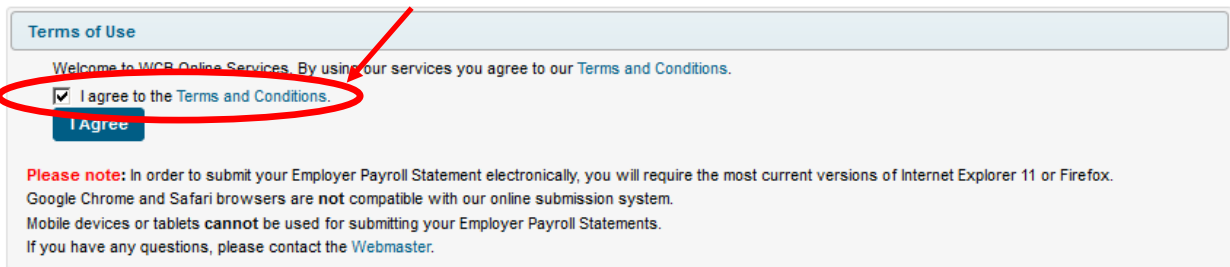 Terms of Use
Welcome to WCB Online Services. By using our services you agree to our Terms and Conditions.
I agree to the Terms and Conditions.
I Agree
Please note: In order to submit your Employer Payroll Statement electronically, you will require the most current versions of Internet Explorer 11 or Firefox.
Google Chrome and Safari browsers are not compatible with our online submission system.
Mobile devices or tablets cannot be used for submitting your Employer Payroll Statements.
If you have any questions, please contact the Webmaster.